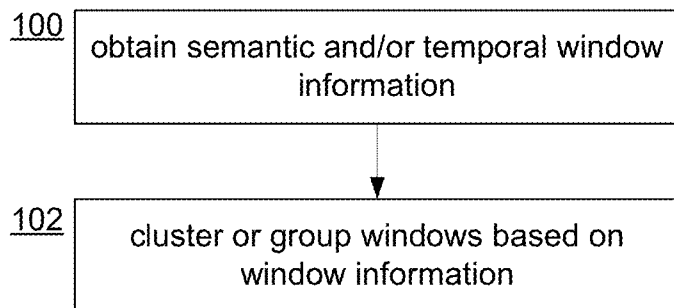 100
obtain semantic and/or temporal window
information
102
cluster or group windows based on
window information